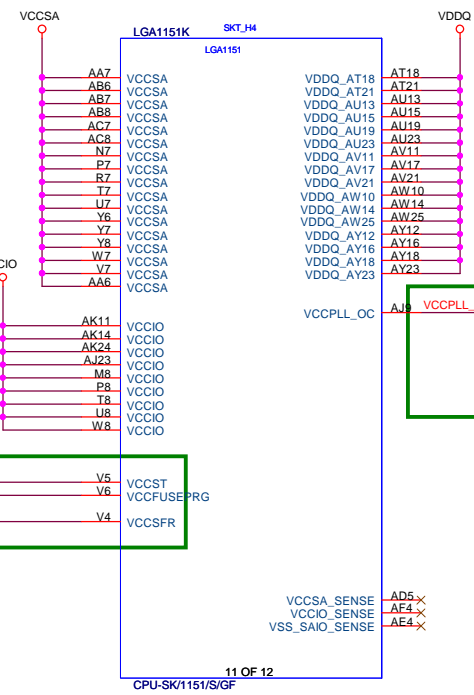 VCCSA
VDDQ
LGA1151K
SKT_H4
LGA1151
AA7 VCCSA
AB6 VCCSA
AB7 VCCSA
AB8 VCCSA
AC7 VCCSA
AC8 VCCSA
N7 VCCSA
P7 VCCSA
R7 VCCSA
T7 VCCSA
U7 VCCSA
Y6 VCCSA
Y7 VCCSA
Y8 VCCSA
W7 VCCSA
V7 VCCSA
AA6 VCCSA
VDDQ_AT18 AT18
VDDQ_AT21 AT21
VDDQ_AU13 AU13
VDDQ_AU15 AU15
VDDQ_AU19 AU19
VDDQ_AU23 AU23
VDDQ_AV11 AV11
VDDQ_AV17 AV17
VDDQ_AV21 AV21
VDDQ_AW10 AW10
VDDQ_AW14 AW14
VDDQ_AW25 AW25
VDDQ_AY12 AY12
VDDQ_AY16 AY16
VDDQ_AY18 AY18
VDDQ_AY23 AY23
CIO
VCCPLL_OC AJ9 VCCPLL_
AK11 VCCIO
AK14 VCCIO
AK24 VCCIO
AJ23 VCCIO
M8 VCCIO
P8 VCCIO
T8 VCCIO
U8 VCCIO
W8 VCCIO
V5 VCCST
V6 VCCFUSEPRG
V4 VCCSFR
VCCSA_SENSE AD5
VCCIO_SENSE AF4
VSS_SAIO_SENSE AE4
11 OF 12
CPU-SK/1151/S/GF